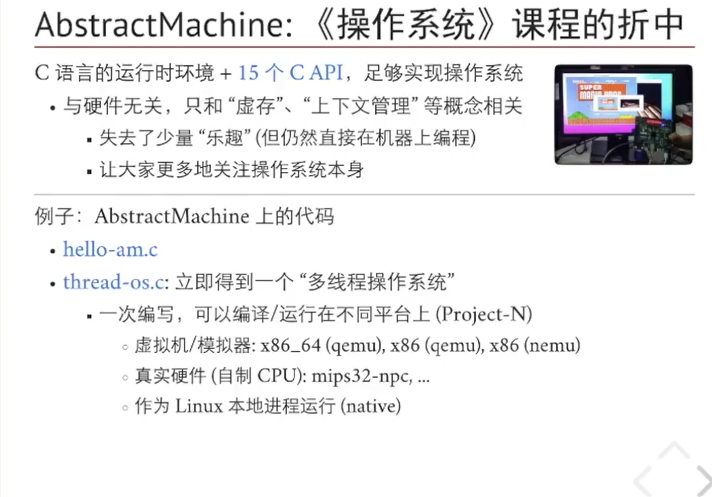 AbstractMachine: 《操作系统》课程的折中
C 语言的运行时环境 + 15 个 C API，足够实现操作系统
• 与硬件无关，只和 “虚存”、“上下文管理” 等概念相关
▪ 失去了少量 “乐趣” (但仍然直接在机器上编程)
▪ 让大家更多地关注操作系统本身
SUPER
例子：AbstractMachine 上的代码
• hello-am.c
• thread-os.c: 立即得到一个 “多线程操作系统”
▪ 一次编写，可以编译/运行在不同平台上 (Project-N)
◦ 虚拟机/模拟器: x86_64 (qemu), x86 (qemu), x86 (nemu)
◦ 真实硬件 (自制 CPU): mips32-npc, ...
◦ 作为 Linux 本地进程运行 (native)